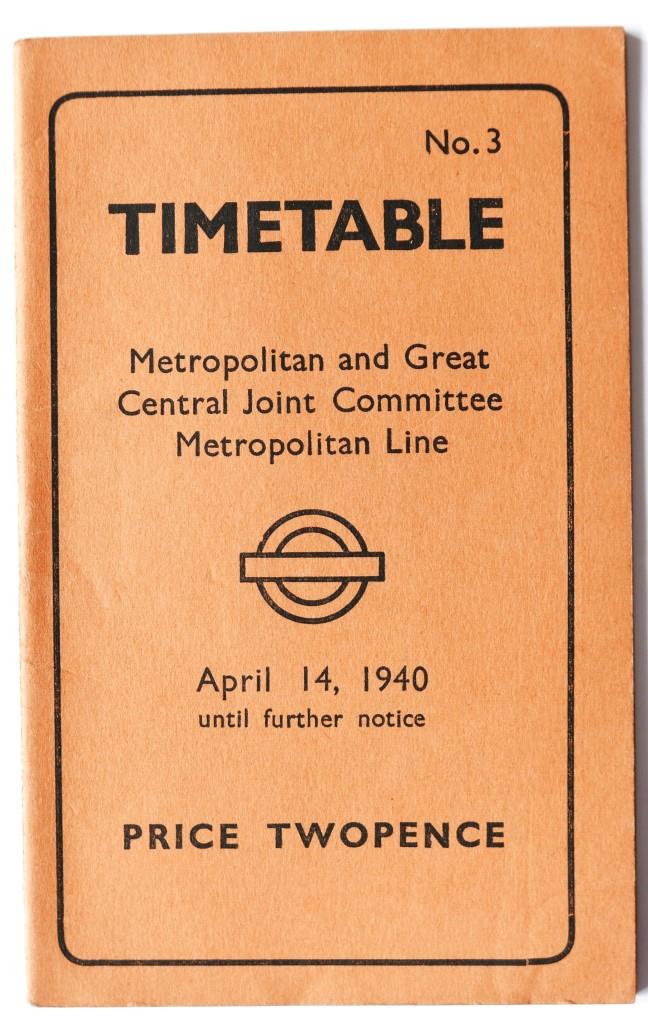 No. 3
TIMETABLE
Metropolitan and Great
Central Joint Committee
Metropolitan Line
April 14, 1940
until further notice
PRICE TWOPENCE